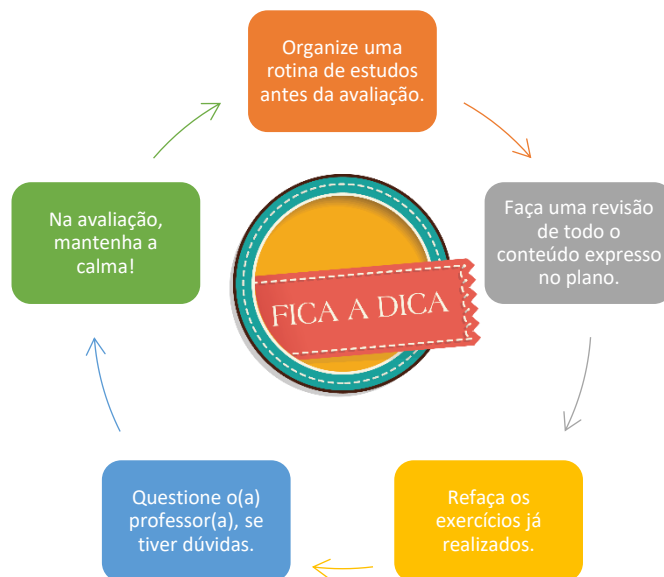 Organize uma
rotina de estudos
antes da avaliação.
Faça uma revisão
de todo o
conteúdo expresso
no plano.
Refaça os
exercícios já
realizados.
Questione o(a)
professor(a), se
tiver dúvidas.
Na avaliação,
mantenha a
calma!
FICA A DICA